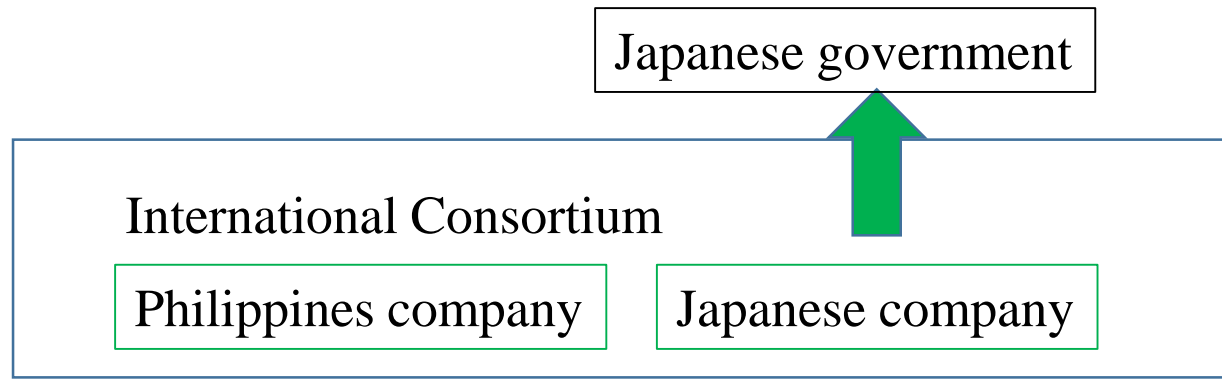 Japanese government
International Consortium
Philippines company
Japanese company